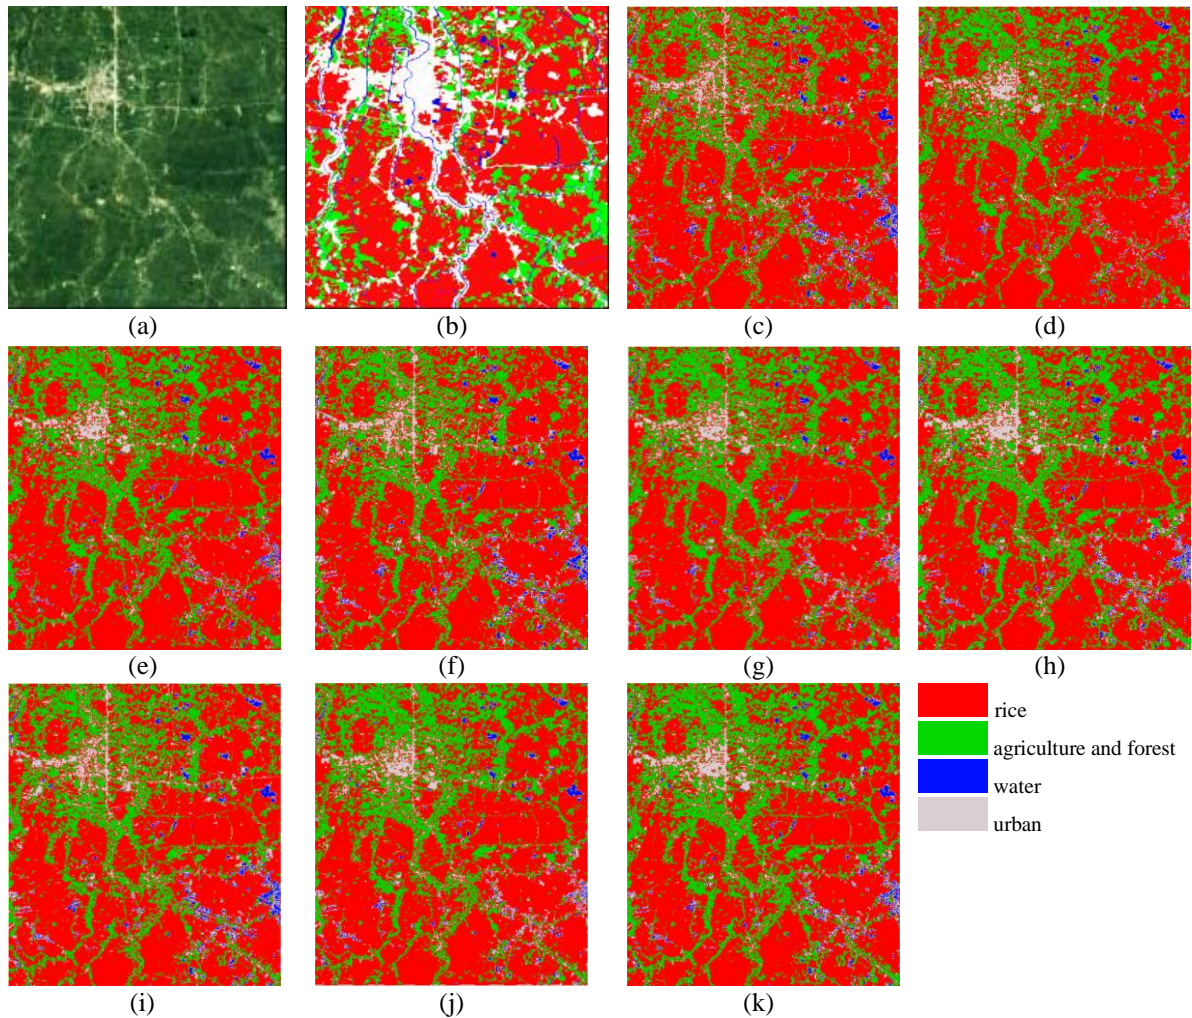 (a)
(b)
(c)
(d)
(e)
(f)
(g)
(h)
rice
agriculture and forest
water
urban
(i)
(j)
(k)